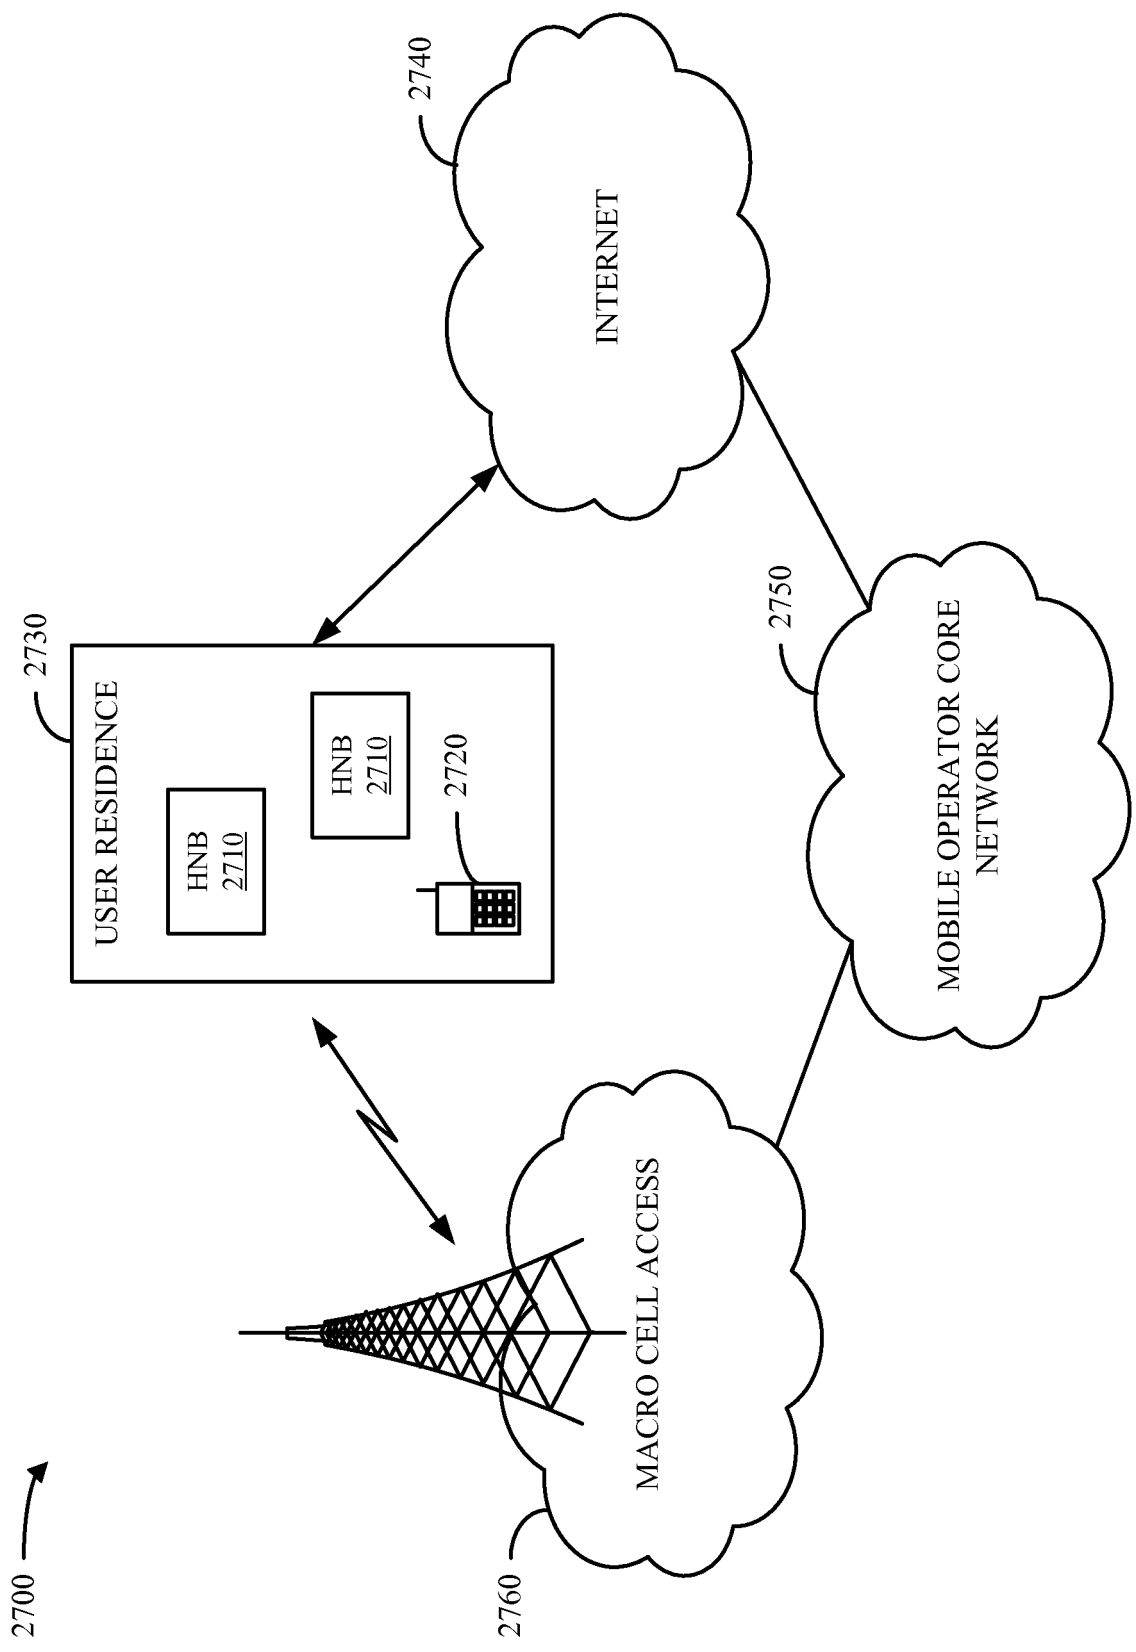 2700
USER RESIDENCE
2730
HNB
2710
HNB
2710
2720
2740
INTERNET
2760
MACRO CELL ACCESS
2750
MOBILE OPERATOR CORE
NETWORK